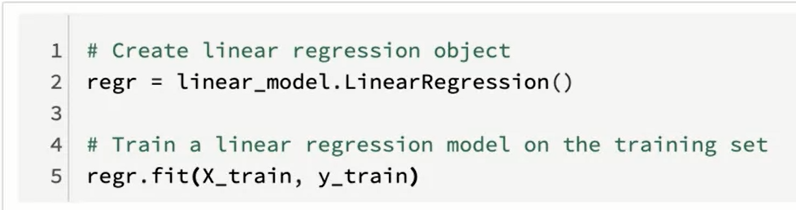 1 # Create linear regression object
2 regr = linear_model.LinearRegression()
3
4 # Train a linear regression model on the training set
5 regr.fit(X_train, y_train)